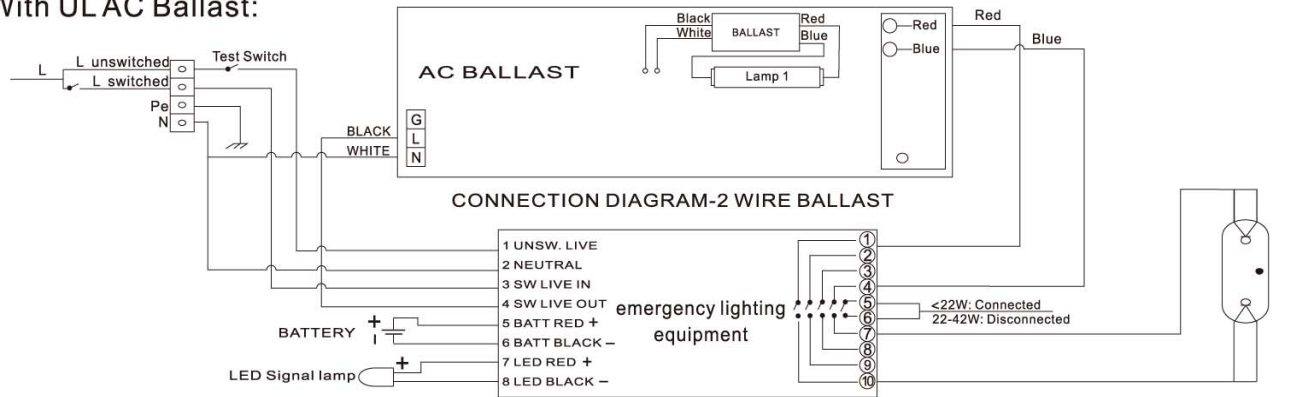 With UL AC Ballast:
L
L unswitched
L switched
Pe
N
Test Switch
AC BALLAST
Black
White
BALLAST
Red
Blue
Lamp 1
Red
Blue
Red
Blue
BLACK
WHITE
G
L
N
CONNECTION DIAGRAM-2 WIRE BALLAST
1 UNSW. LIVE
2 NEUTRAL
3 SW LIVE IN
4 SW LIVE OUT
5 BATT RED +
6 BATT BLACK –
7 LED RED +
8 LED BLACK –
BATTERY
+
–
LED Signal lamp
+
emergency lighting
equipment
1
2
3
4
5
6
7
8
9
10
<22W: Connected
22-42W: Disconnected